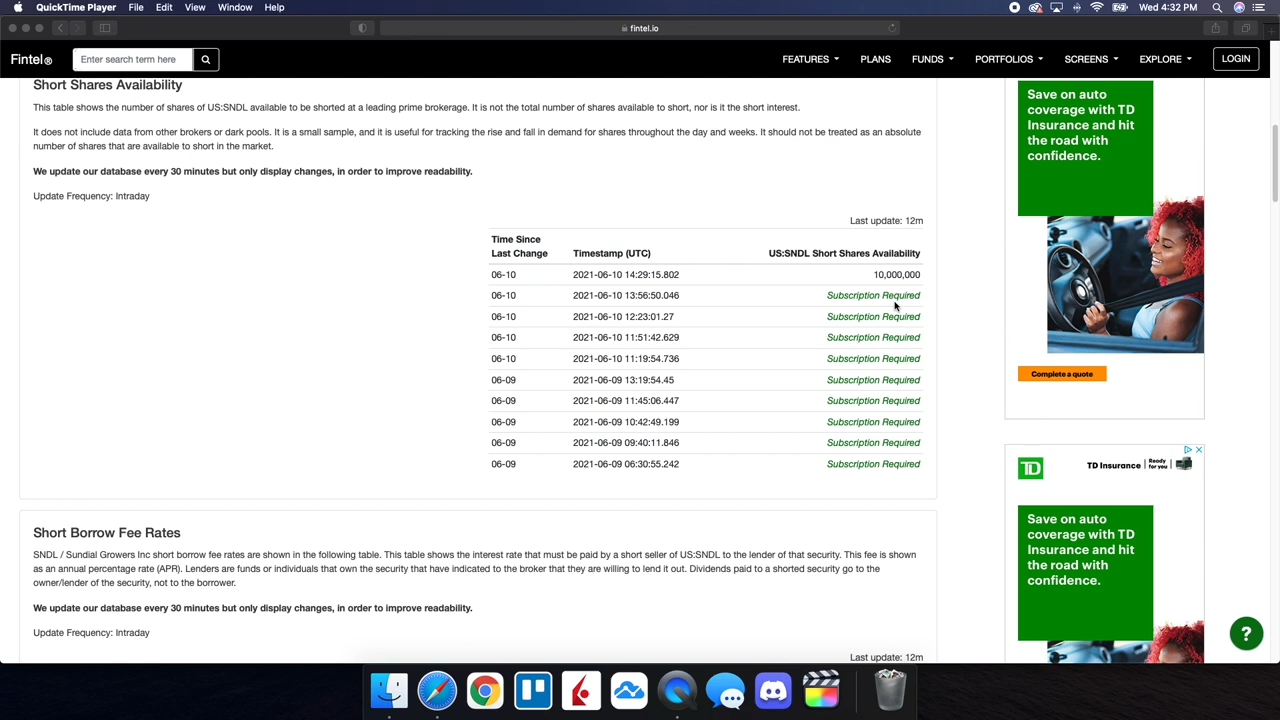 QuickTime Player File Edit View Window Help Wed 4:32 PM
fintel.io
Fintel® Enter search term here FEATURES PLANS FUNDS PORTFOLIOS SCREENS EXPLORE LOGIN
Short Shares Availability
This table shows the number of shares of US:SNDL available to be shorted at a leading prime brokerage. It is not the total number of shares available to short, nor is it the short interest.
It does not include data from other brokers or dark pools. It is a small sample, and it is useful for tracking the rise and fall in demand for shares throughout the day and weeks. It should not be treated as an absolute
number of shares that are available to short in the market.
We update our database every 30 minutes but only display changes, in order to improve readability.
Update Frequency: Intraday
Last update: 12m
Time Since
Last Change Timestamp (UTC) US:SNDL Short Shares Availability
06-10 2021-06-10 14:29:15.802 10,000,000
06-10 2021-06-10 13:56:50.046 Subscription Required
06-10 2021-06-10 12:23:01.27 Subscription Required
06-10 2021-06-10 11:51:42.629 Subscription Required
06-10 2021-06-10 11:19:54.736 Subscription Required
06-09 2021-06-09 13:19:54.45 Subscription Required
06-09 2021-06-09 11:45:06.447 Subscription Required
06-09 2021-06-09 10:42:49.199 Subscription Required
06-09 2021-06-09 09:40:11.846 Subscription Required
06-09 2021-06-09 06:30:55.242 Subscription Required
Short Borrow Fee Rates
SNDL / Sundial Growers Inc short borrow fee rates are shown in the following table. This table shows the interest rate that must be paid by a short seller of US:SNDL to the lender of that security. This fee is shown
as an annual percentage rate (APR). Lenders are funds or individuals that own the security that have indicated to the broker that they are willing to lend it out. Dividends paid to a shorted security go to the
owner/lender of the security, not to the borrower.
We update our database every 30 minutes but only display changes, in order to improve readability.
Update Frequency: Intraday
Last update: 12m
Save on auto
coverage with TD
Insurance and hit
the road with
confidence.
Complete a quote
TD TD Insurance Ready
for you
Save on auto
coverage with TD
Insurance and hit
the road with
confidence.
?